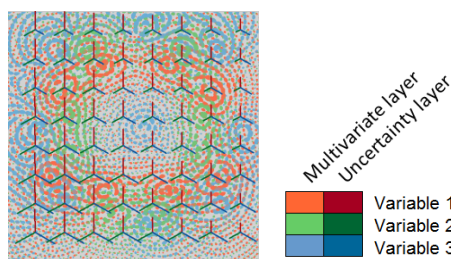 Multivariate layer
Uncertainty layer
Variable 1
Variable 2
Variable 3